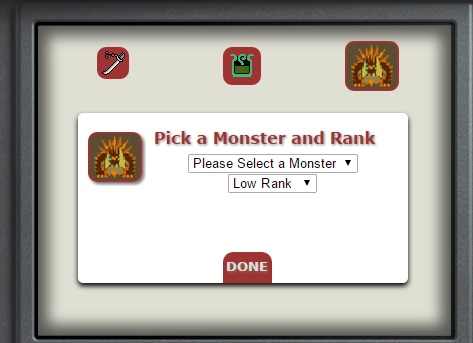 Pick a Monster and Rank
Please Select a Monster
Low Rank
DONE